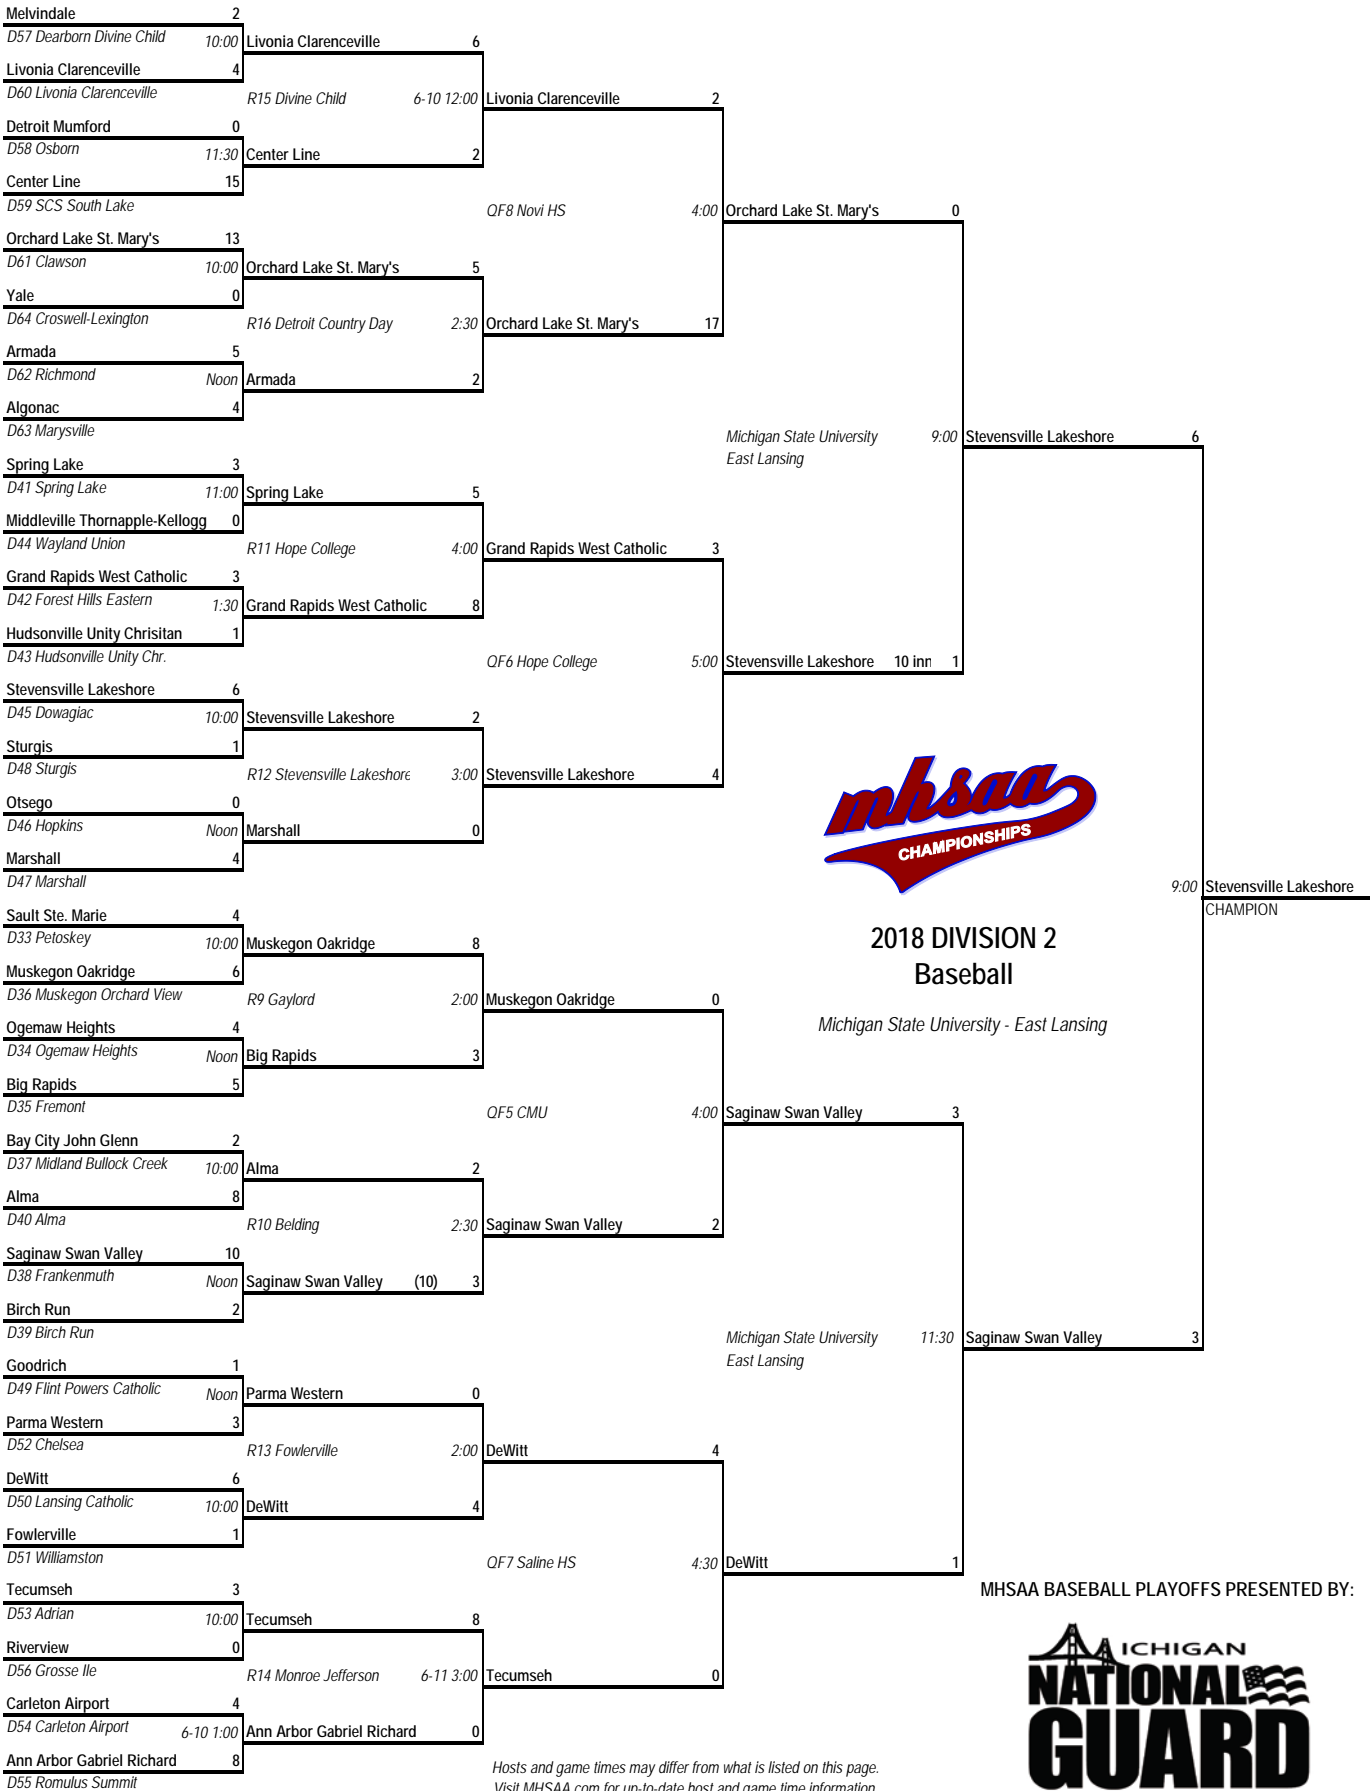 Melvindale 2
D57 Dearborn Divine Child 10:00 Livonia Clarenceville 6
Livonia Clarenceville 4
D60 Livonia Clarenceville R15 Divine Child 6-10 12:00 Livonia Clarenceville 2
Detroit Mumford 0
D58 Osborn 11:30 Center Line 2
Center Line 15
D59 SCS South Lake QF8 Novi HS 4:00 Orchard Lake St. Mary's 0
Orchard Lake St. Mary's 13
D61 Clawson 10:00 Orchard Lake St. Mary's 5
Yale 0
D64 Croswell-Lexington R16 Detroit Country Day 2:30 Orchard Lake St. Mary's 17
Armada 5
D62 Richmond Noon Armada 2
Algonac 4
D63 Marysville Michigan State University 9:00 Stevensville Lakeshore 6
East Lansing
Spring Lake 3
D41 Spring Lake 11:00 Spring Lake 5
Middleville Thornapple-Kellogg 0
D44 Wayland Union R11 Hope College 4:00 Grand Rapids West Catholic 3
Grand Rapids West Catholic 3
D42 Forest Hills Eastern 1:30 Grand Rapids West Catholic 8
Hudsonville Unity Chrisitan 1
D43 Hudsonville Unity Chr. QF6 Hope College 5:00 Stevensville Lakeshore 10 inn 1
Stevensville Lakeshore 6
D45 Dowagiac 10:00 Stevensville Lakeshore 2
Sturgis 1
D48 Sturgis R12 Stevensville Lakeshore 3:00 Stevensville Lakeshore 4
Otsego 0
D46 Hopkins Noon Marshall 0
Marshall 4
D47 Marshall
mhsaa
CHAMPIONSHIPS
9:00 Stevensville Lakeshore
CHAMPION
2018 DIVISION 2
Baseball
Michigan State University - East Lansing
Sault Ste. Marie 4
D33 Petoskey 10:00 Muskegon Oakridge 8
Muskegon Oakridge 6
D36 Muskegon Orchard View R9 Gaylord 2:00 Muskegon Oakridge 0
Ogemaw Heights 4
D34 Ogemaw Heights Noon Big Rapids 3
Big Rapids 5
D35 Fremont QF5 CMU 4:00 Saginaw Swan Valley 3
Bay City John Glenn 2
D37 Midland Bullock Creek 10:00 Alma 2
Alma 8
D40 Alma R10 Belding 2:30 Saginaw Swan Valley 2
Saginaw Swan Valley 10
D38 Frankenmuth Noon Saginaw Swan Valley (10) 3
Birch Run 2
D39 Birch Run Michigan State University 11:30 Saginaw Swan Valley 3
East Lansing
Goodrich 1
D49 Flint Powers Catholic Noon Parma Western 0
Parma Western 3
D52 Chelsea R13 Fowlerville 2:00 DeWitt 4
DeWitt 6
D50 Lansing Catholic 10:00 DeWitt 4
Fowlerville 1
D51 Williamston QF7 Saline HS 4:30 DeWitt 1
Tecumseh 3
D53 Adrian 10:00 Tecumseh 8
Riverview 0
D56 Grosse Ile R14 Monroe Jefferson 6-11 3:00 Tecumseh 0
Carleton Airport 4
D54 Carleton Airport 6-10 1:00 Ann Arbor Gabriel Richard 0
Ann Arbor Gabriel Richard 8
D55 Romulus Summit
MHSAA BASEBALL PLAYOFFS PRESENTED BY:
MICHIGAN
NATIONAL
GUARD
Hosts and game times may differ from what is listed on this page.
Visit MHSAA.com for up-to-date host and game time information